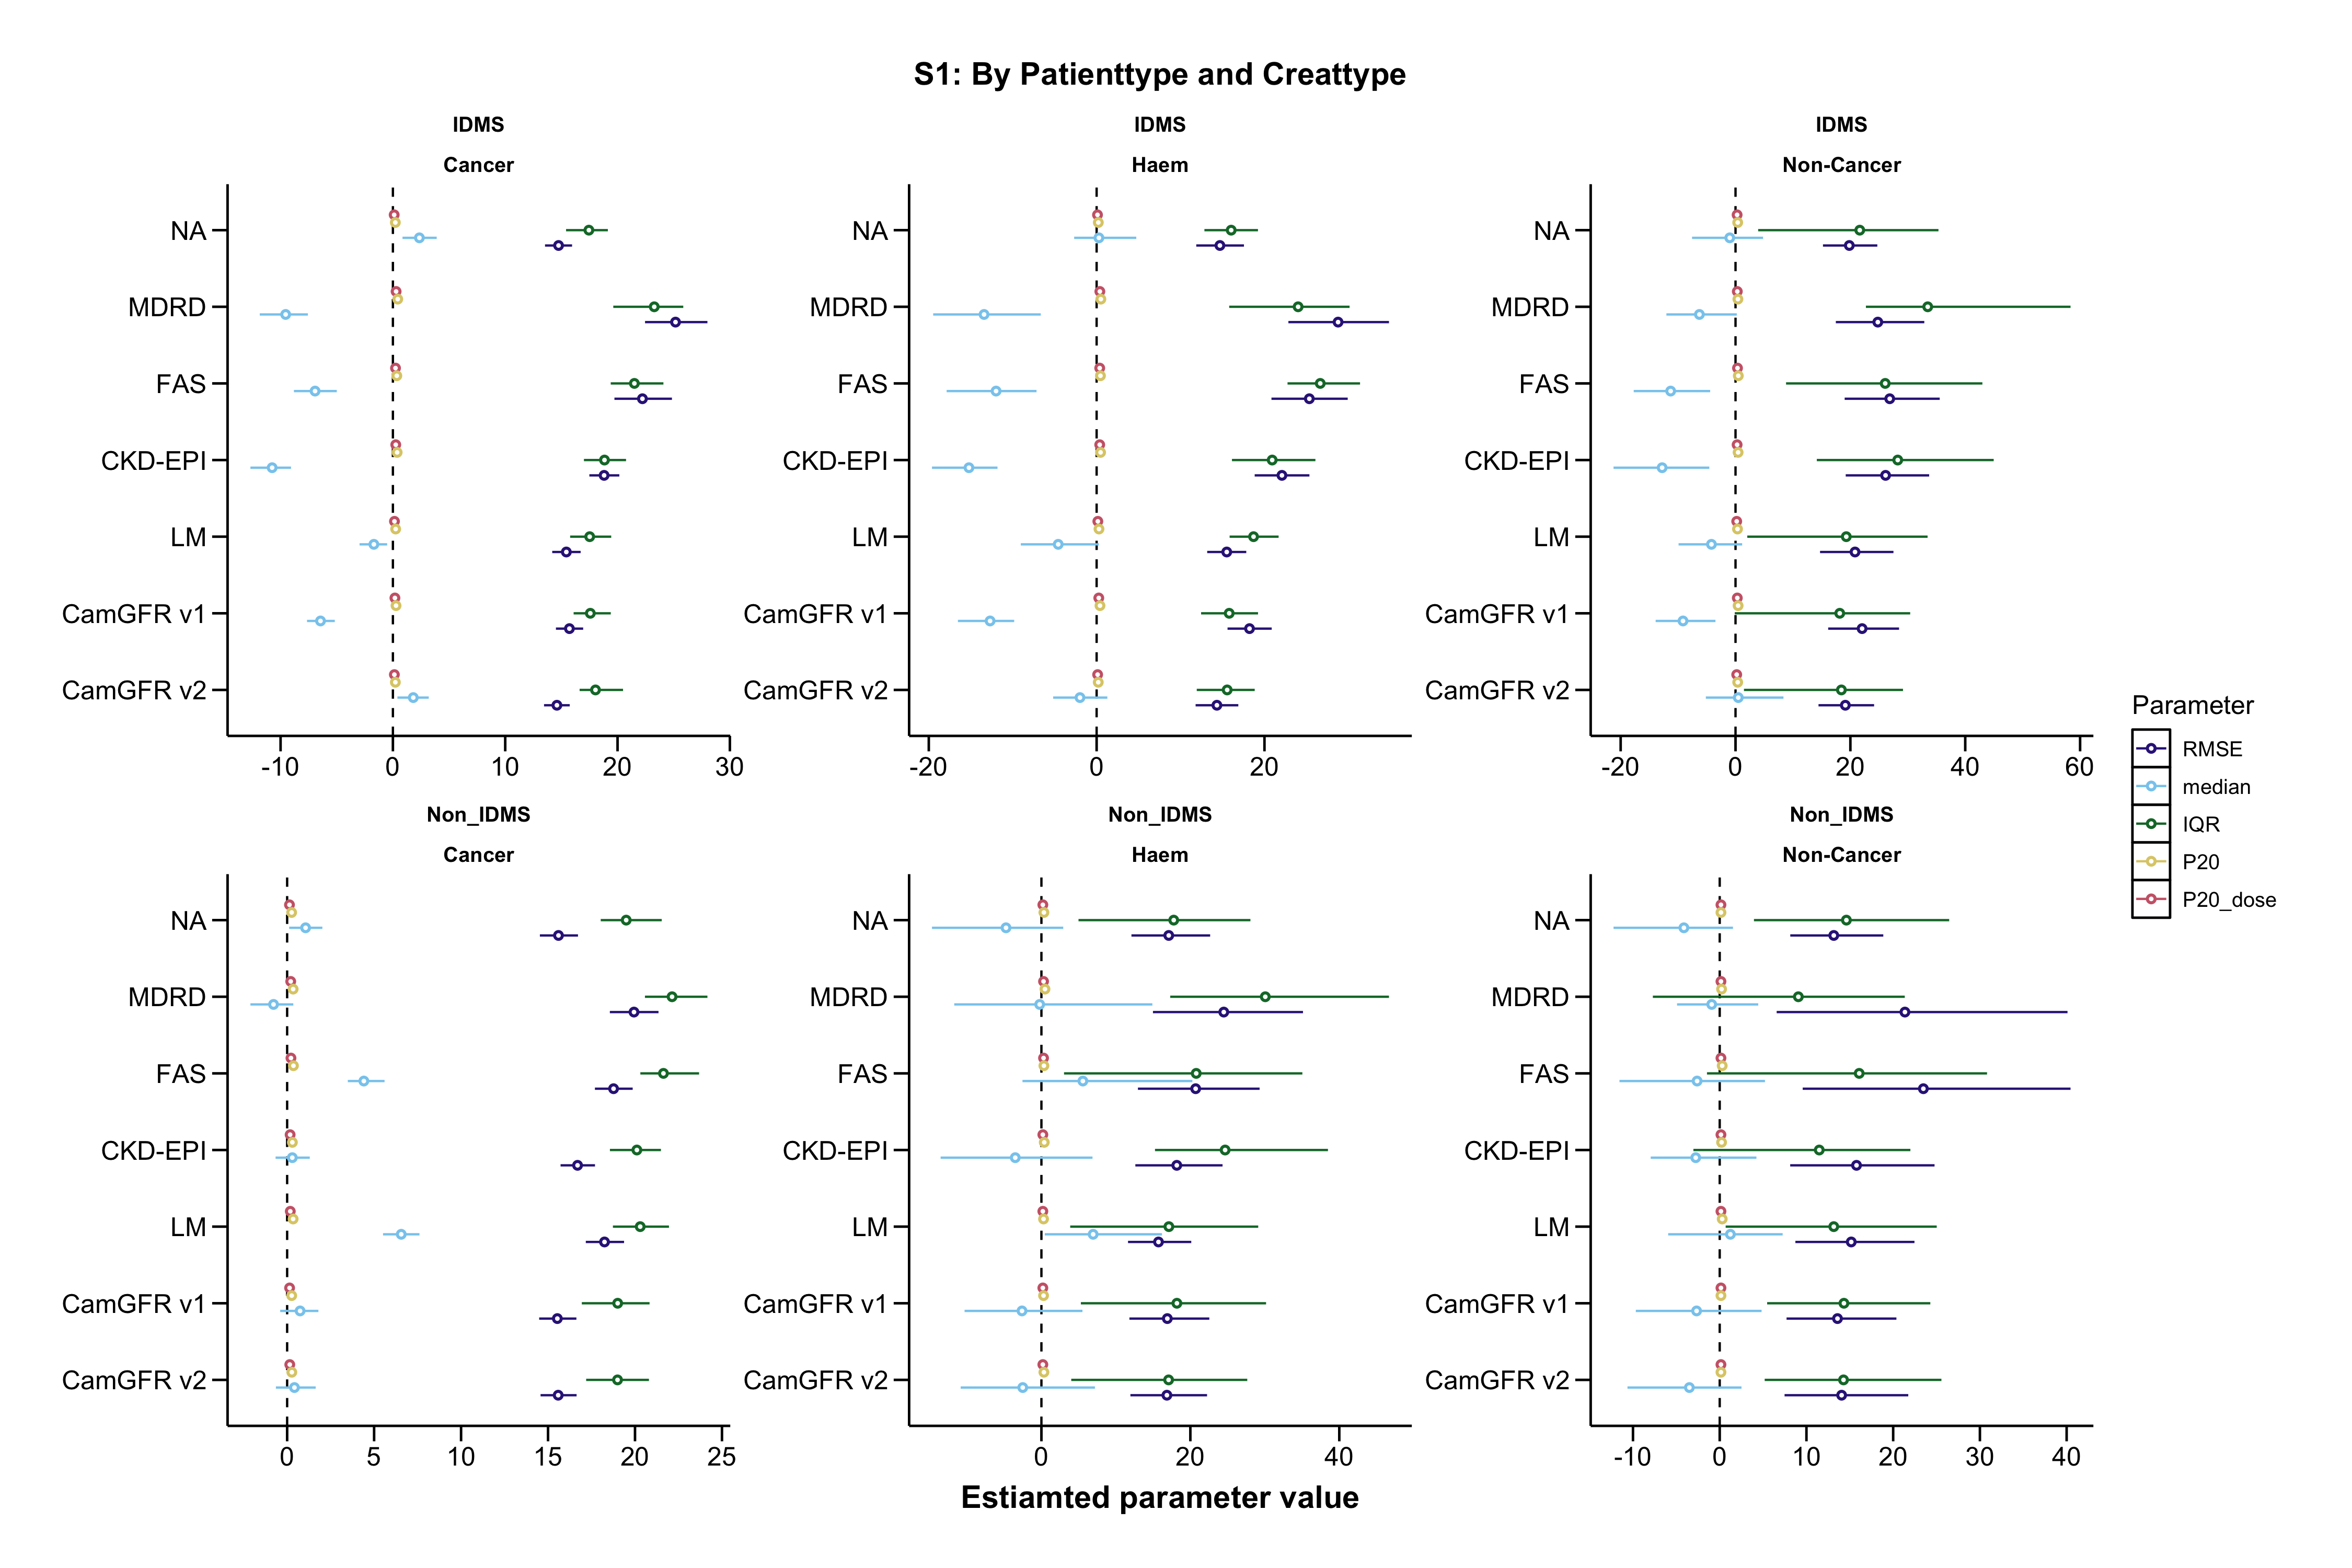 S1: By Patienttype and Creattype
IDMS
Cancer
NA
MDRD
FAS
CKD-EPI
LM
CamGFR v1
CamGFR v2
-10 0 10 20 30
IDMS
Haem
NA
MDRD
FAS
CKD-EPI
LM
CamGFR v1
CamGFR v2
-20 0 20
IDMS
Non-Cancer
NA
MDRD
FAS
CKD-EPI
LM
CamGFR v1
CamGFR v2
-20 0 20 40 60
Non_IDMS
Cancer
NA
MDRD
FAS
CKD-EPI
LM
CamGFR v1
CamGFR v2
0 5 10 15 20 25
Non_IDMS
Haem
NA
MDRD
FAS
CKD-EPI
LM
CamGFR v1
CamGFR v2
0 20 40
Non_IDMS
Non-Cancer
NA
MDRD
FAS
CKD-EPI
LM
CamGFR v1
CamGFR v2
-10 0 10 20 30 40
Estiamted parameter value
Parameter
RMSE
median
IQR
P20
P20_dose